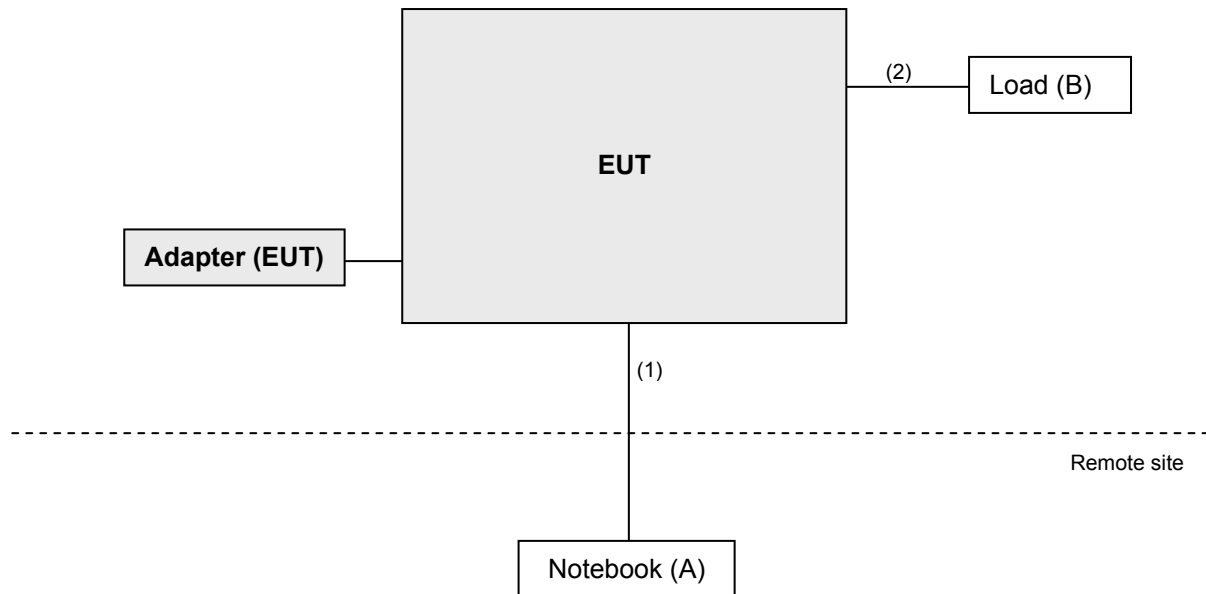 (2)
Load (B)
EUT
Adapter (EUT)
(1)
Remote site
Notebook (A)